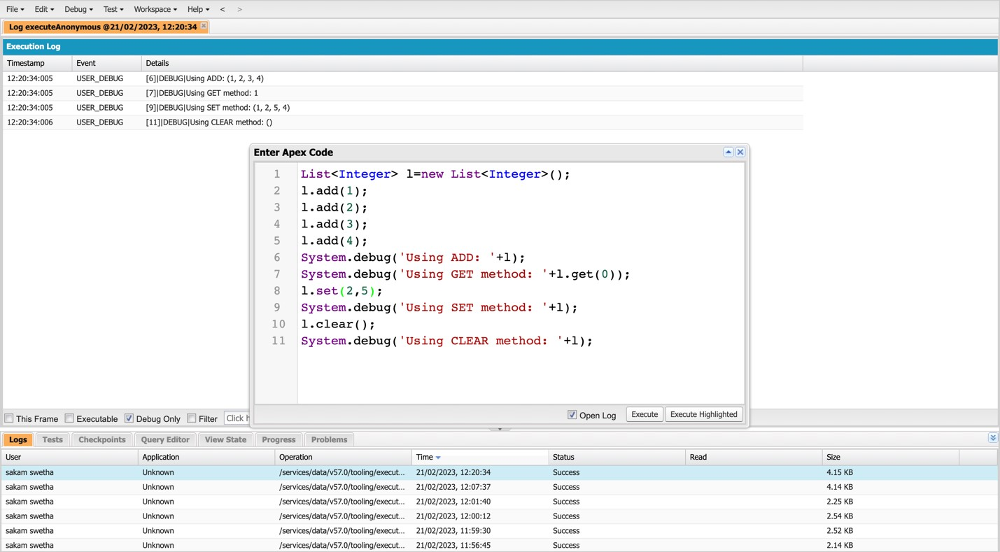 File Edit Debug Test Workspace Help < >
Log executeAnonymous @21/02/2023, 12:20:34
Execution Log
Timestamp Event Details
12:20:34:005 USER_DEBUG [6]|DEBUG|Using ADD: (1, 2, 3, 4)
12:20:34:005 USER_DEBUG [7]|DEBUG|Using GET method: 1
12:20:34:005 USER_DEBUG [9]|DEBUG|Using SET method: (1, 2, 5, 4)
12:20:34:006 USER_DEBUG [11]|DEBUG|Using CLEAR method: ()
Enter Apex Code
1 List<Integer> l=new List<Integer>();
2 l.add(1);
3 l.add(2);
4 l.add(3);
5 l.add(4);
6 System.debug('Using ADD: '+l);
7 System.debug('Using GET method: '+l.get(0));
8 l.set(2,5);
9 System.debug('Using SET method: '+l);
10 l.clear();
11 System.debug('Using CLEAR method: '+l);
Open Log Execute Execute Highlighted
This Frame Executable Debug Only Filter Click
Logs Tests Checkpoints Query Editor View State Progress Problems
User Application Operation Time Status Read Size
sakam swetha Unknown /services/data/v57.0/tooling/execut... 21/02/2023, 12:20:34 Success 4.15 KB
sakam swetha Unknown /services/data/v57.0/tooling/execut... 21/02/2023, 12:07:37 Success 4.14 KB
sakam swetha Unknown /services/data/v57.0/tooling/execut... 21/02/2023, 12:01:40 Success 2.25 KB
sakam swetha Unknown /services/data/v57.0/tooling/execut... 21/02/2023, 12:00:12 Success 2.54 KB
sakam swetha Unknown /services/data/v57.0/tooling/execut... 21/02/2023, 11:59:30 Success 2.52 KB
sakam swetha Unknown /services/data/v57.0/tooling/execut... 21/02/2023, 11:56:45 Success 2.14 KB